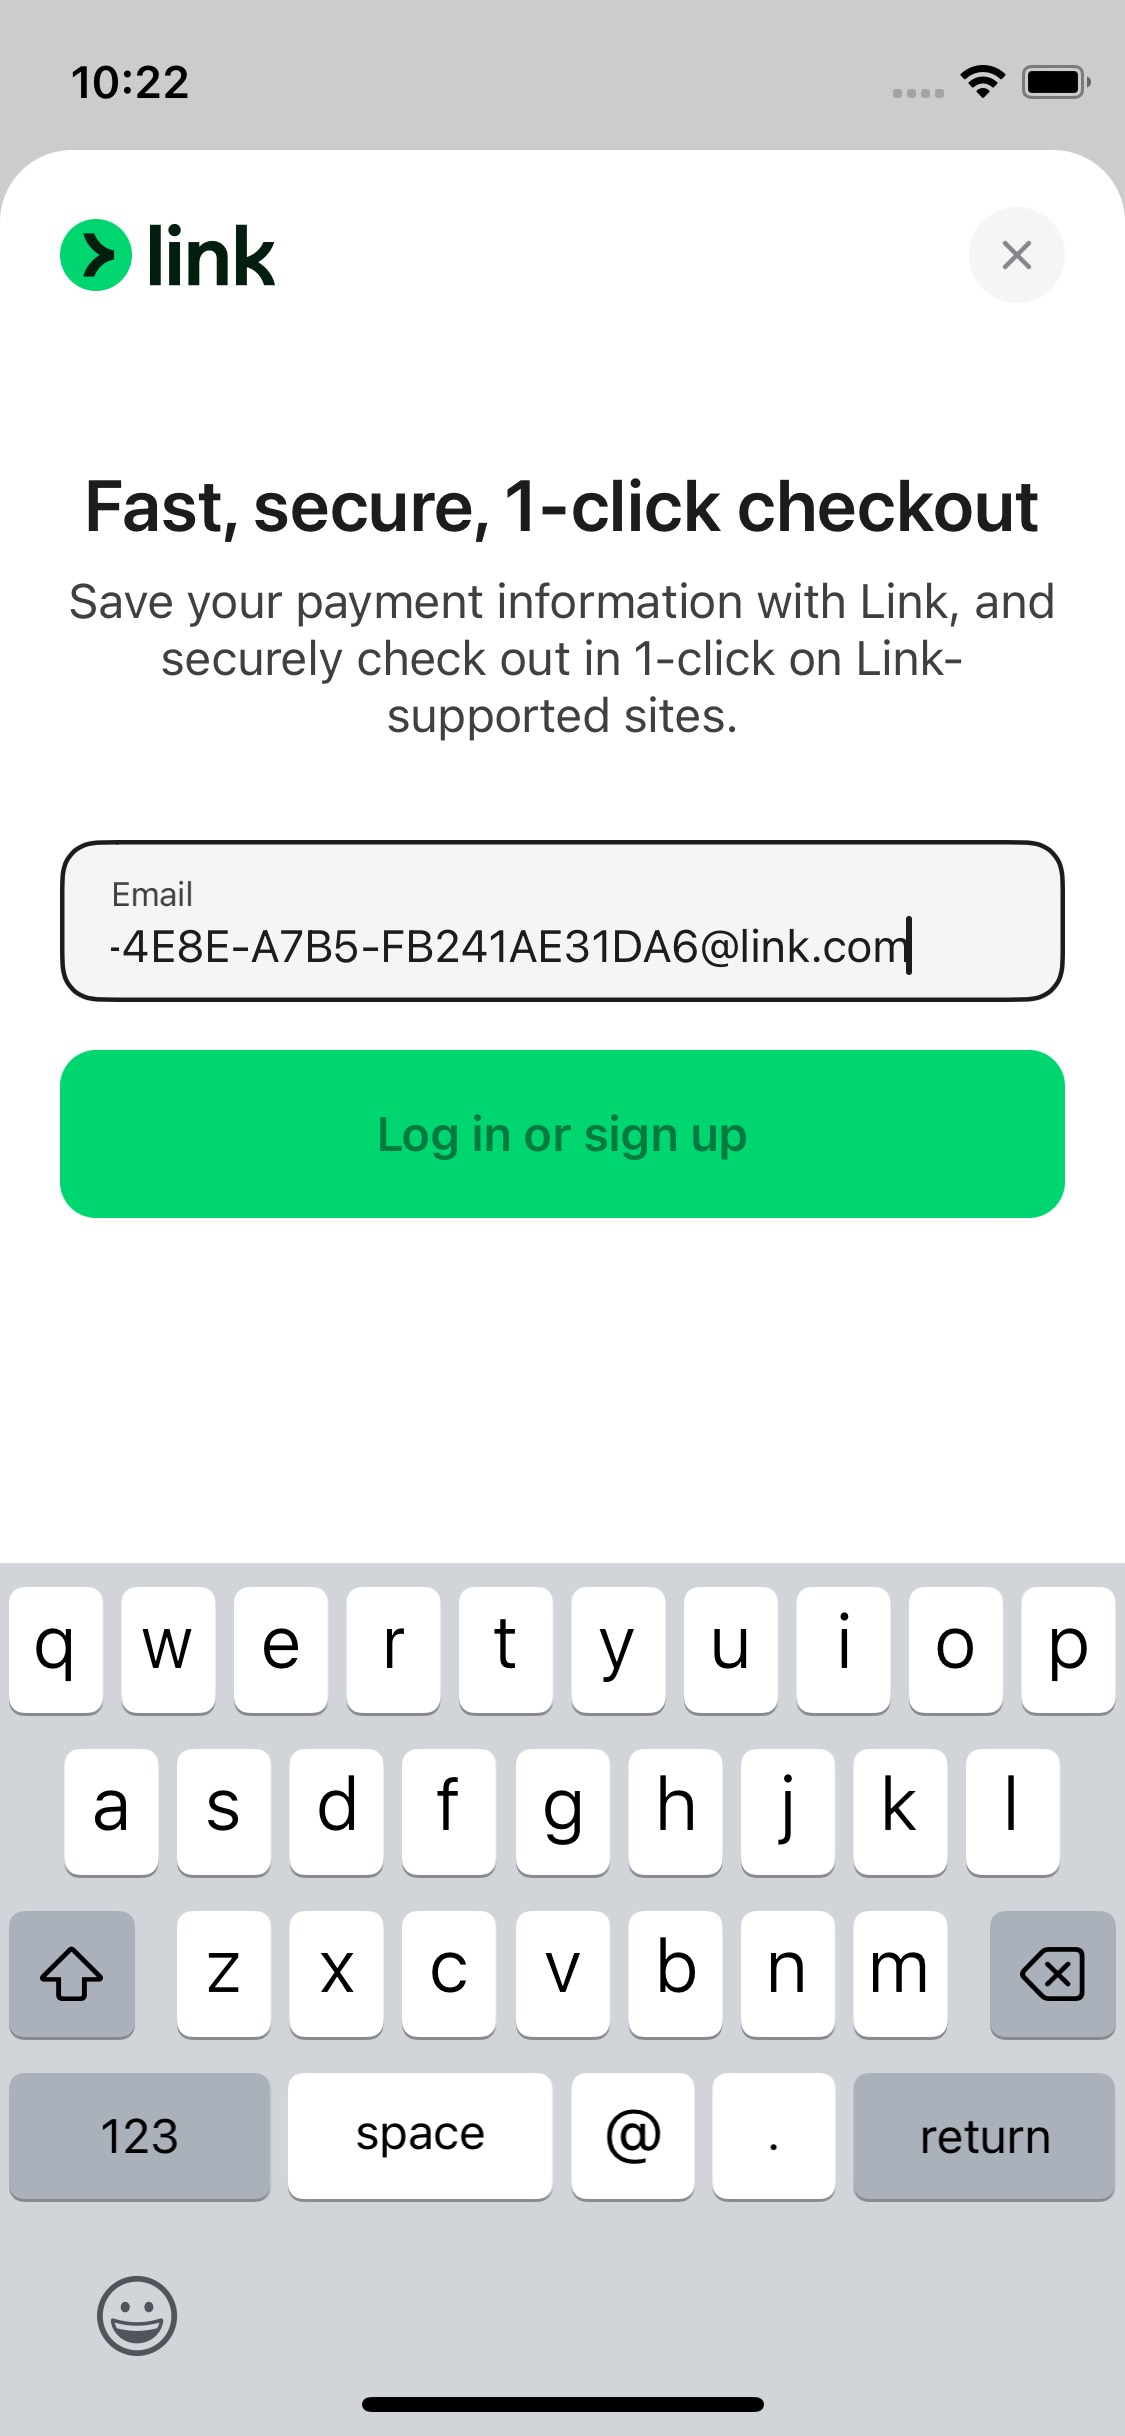 10:22
link
Fast, secure, 1-click checkout
Save your payment information with Link, and
securely check out in 1-click on Link-
supported sites.
Email
-4E8E-A7B5-FB241AE31DA6@link.com
Log in or sign up
q w e r t y u i o p
a s d f g h j k l
z x c v b n m
123 space @ . return